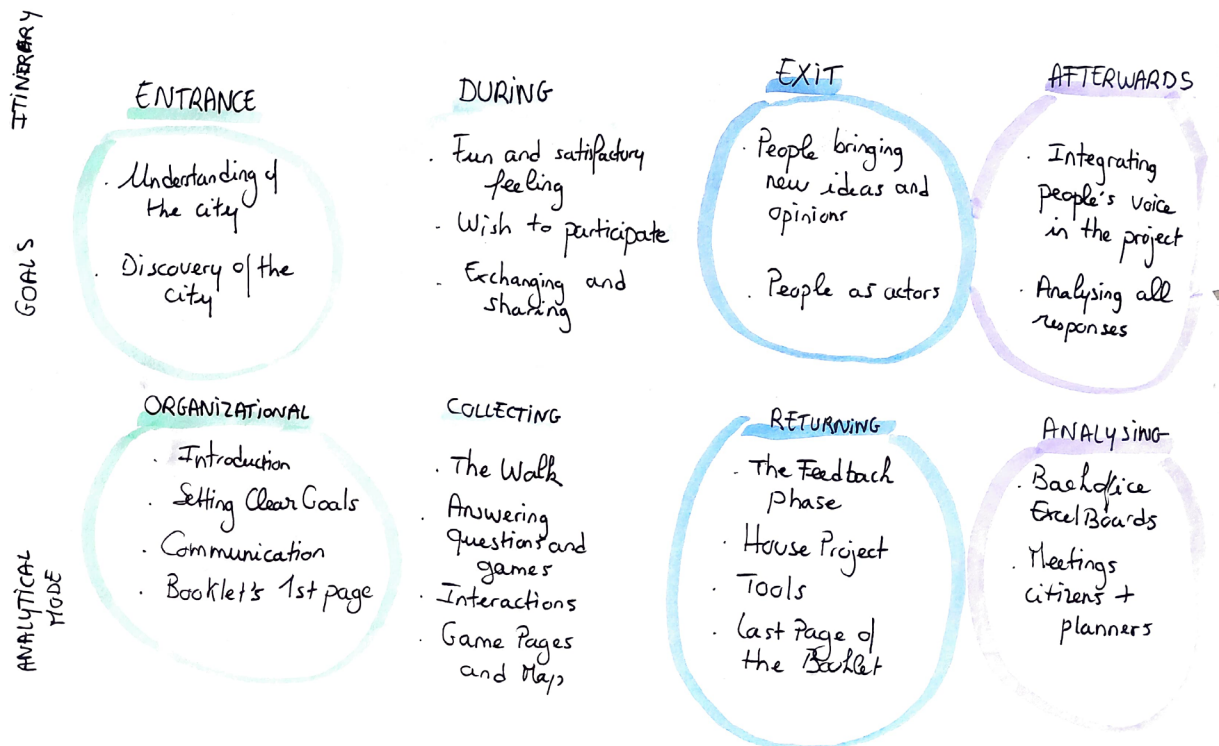 ITINERARY
ENTRANCE
DURING
EXIT
AFTERWARDS
GOALS
. Understanding of
the city
. Discovery of the
city
. Fun and satisfactory
feeling
. Wish to participate
. Exchanging and
sharing
. People bringing
new ideas and
opinions
. People as actors
. Integrating
people's voice
in the project
. Analysing all
responses
ANALYTICAL
MODE
ORGANIZATIONAL
. Introduction
. Setting Clear Goals
. Communication
. Booklet's 1st page
COLLECTING
. The Walk
. Answering
questions and
games
. Interactions
. Game Pages
and Map
RETURNING
. The Feedback
phase
. House Project
. Tools
. Last Page of
the Booklet
ANALYSING
. Backoffice
Excel Boards
. Meetings
citizens +
planners